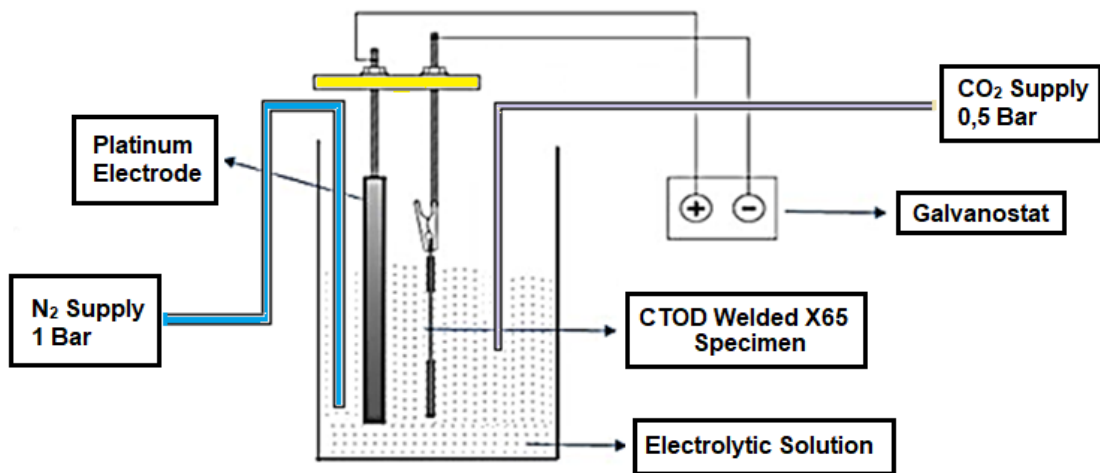 CO₂ Supply
0,5 Bar
Platinum
Electrode
+ −
Galvanostat
N₂ Supply
1 Bar
CTOD Welded X65
Specimen
Electrolytic Solution